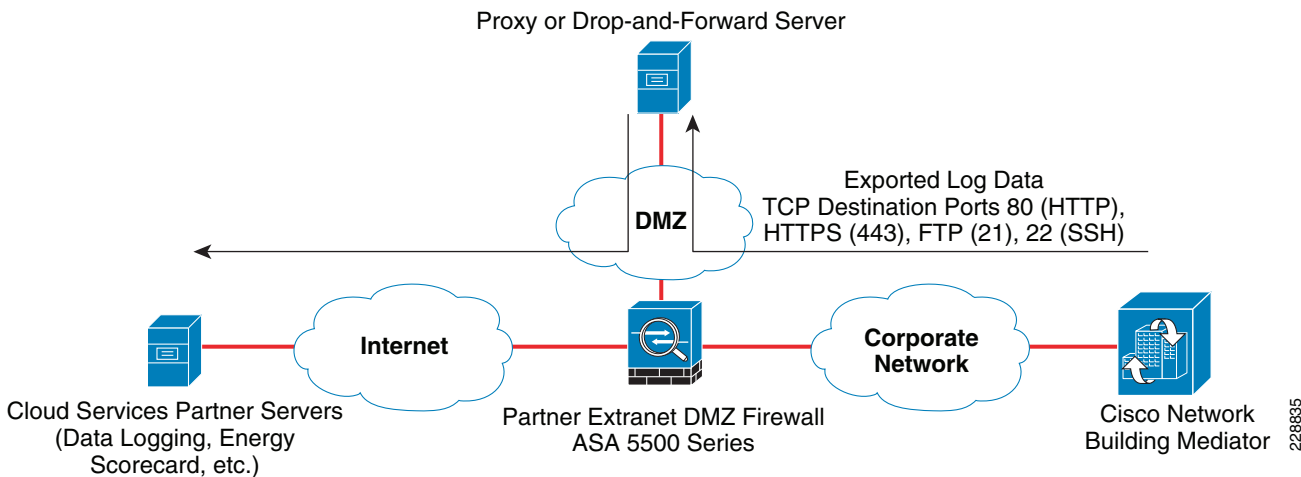 Proxy or Drop-and-Forward Server
Exported Log Data
TCP Destination Ports 80 (HTTP),
HTTPS (443), FTP (21), 22 (SSH)
DMZ
Internet
Corporate
Network
Cloud Services Partner Servers
(Data Logging, Energy
Scorecard, etc.)
Partner Extranet DMZ Firewall
ASA 5500 Series
Cisco Network
Building Mediator
228835